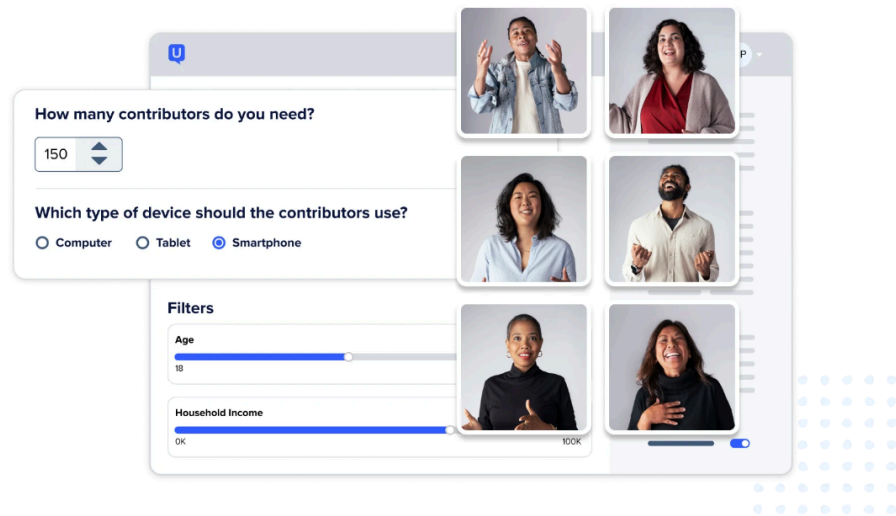 U
P
How many contributors do you need?
150
Which type of device should the contributors use?
Computer Tablet Smartphone
Filters
Age
18
Household Income
0K 100K